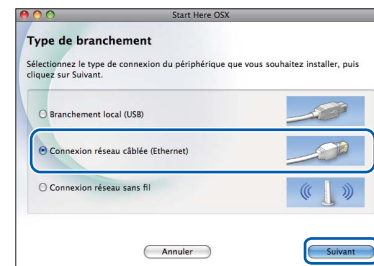 Start Here OSX
Type de branchement
Sélectionnez le type de connexion du périphérique que vous souhaitez installer, puis
cliquez sur Suivant.
Branchement local (USB)
Connexion réseau câblée (Ethernet)
Connexion réseau sans fil
Annuler
Suivant